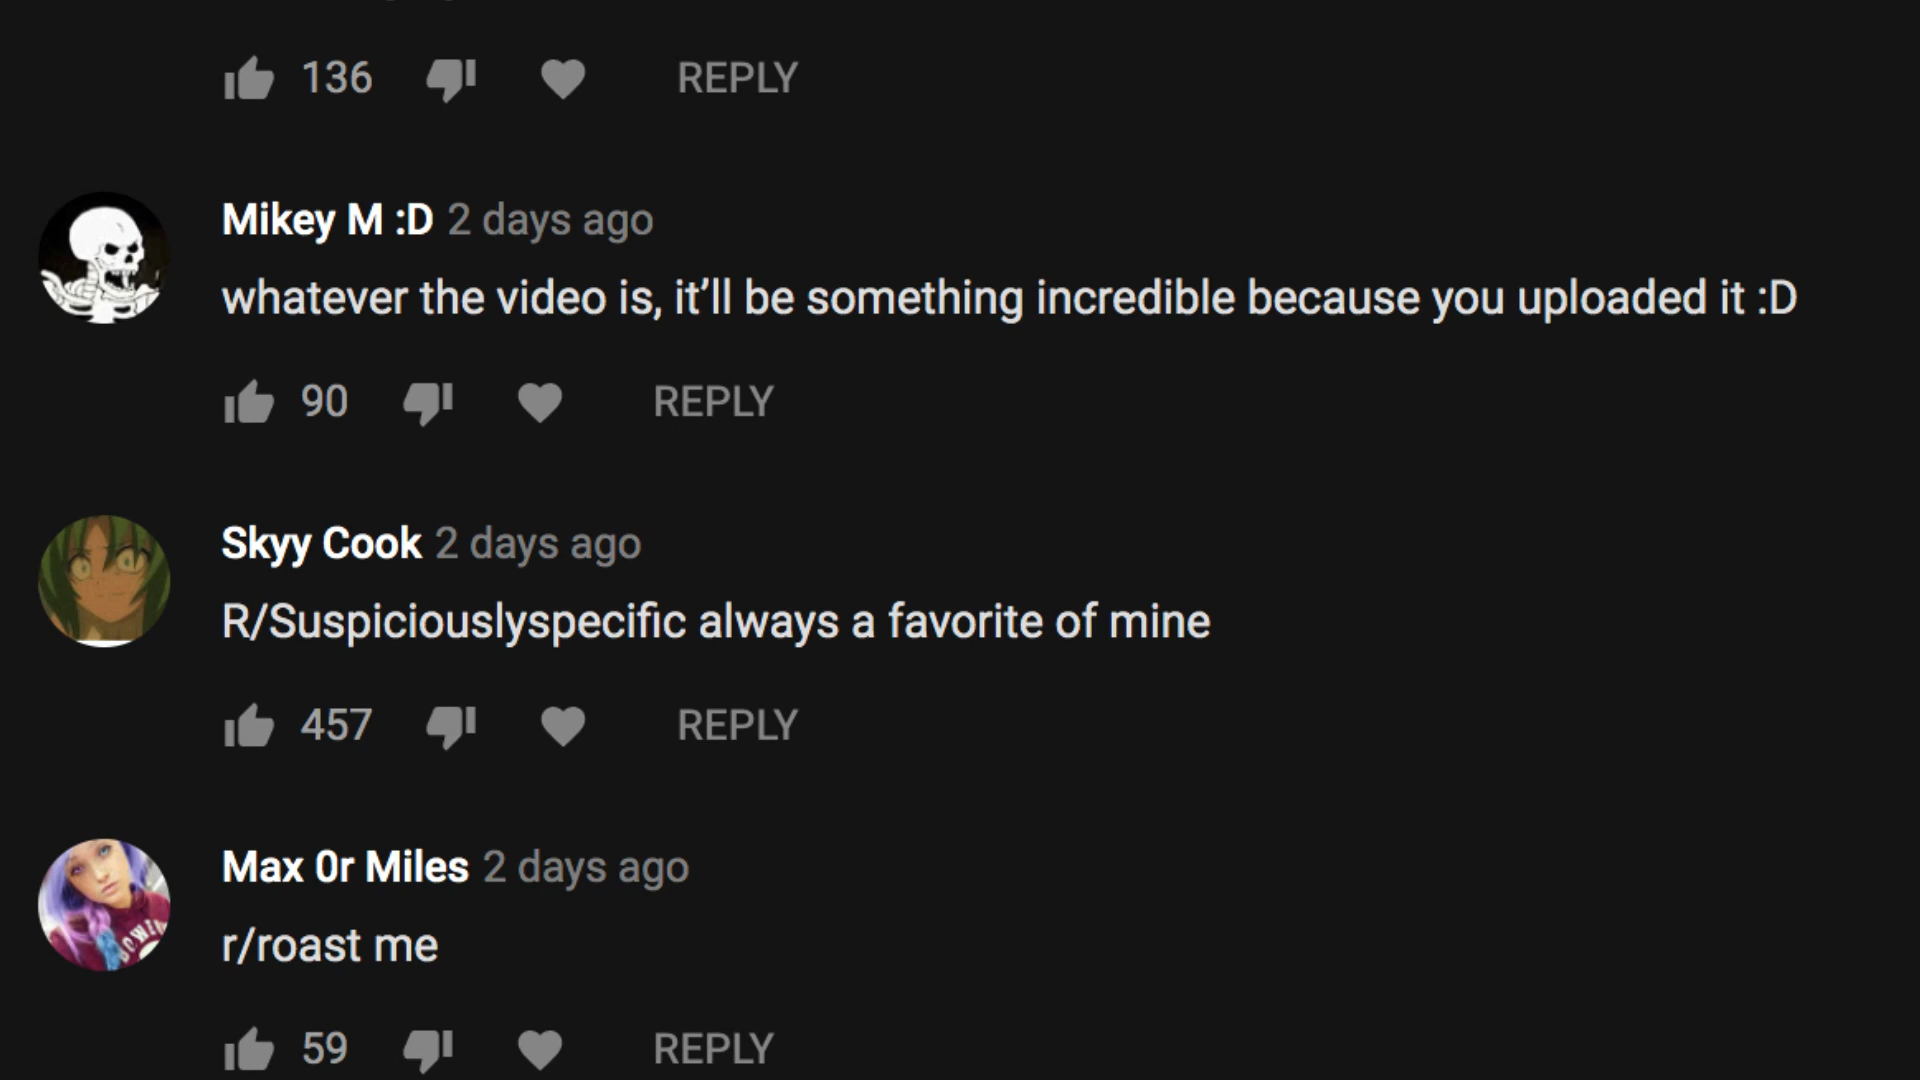 136 REPLY
Mikey M :D 2 days ago
whatever the video is, it’ll be something incredible because you uploaded it :D
90 REPLY
Skyy Cook 2 days ago
R/Suspiciouslyspecific always a favorite of mine
457 REPLY
Max 0r Miles 2 days ago
r/roast me
59 REPLY